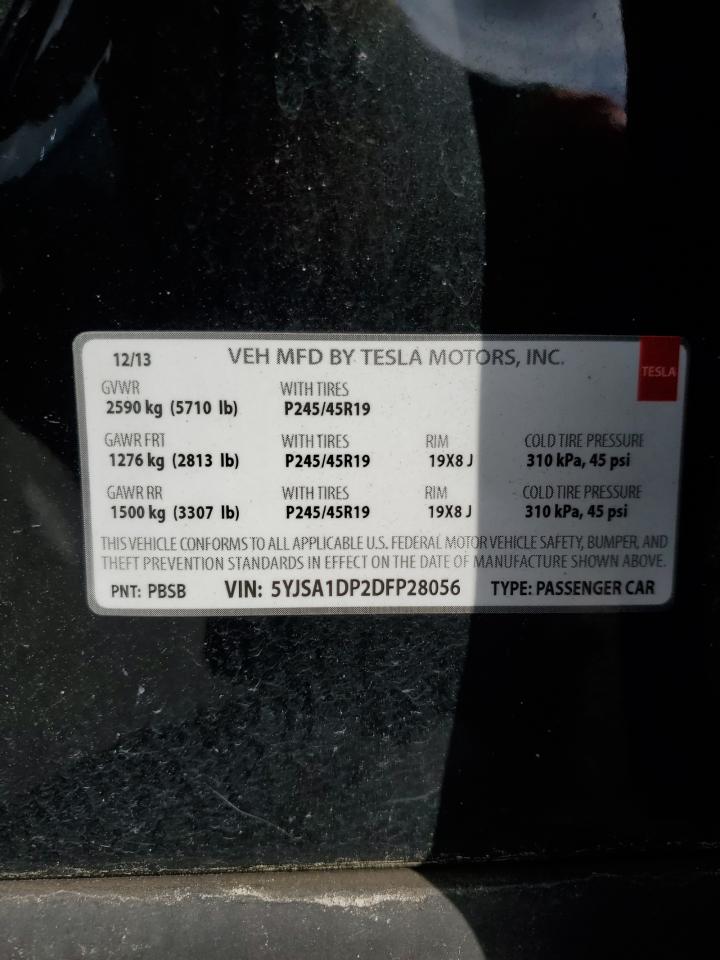 12/13 VEH MFD BY TESLA MOTORS, INC.
TESLA
GVWR WITH TIRES
2590 kg (5710 lb) P245/45R19
GAWR FRT WITH TIRES RIM COLD TIRE PRESSURE
1276 kg (2813 lb) P245/45R19 19X8 J 310 kPa, 45 psi
GAWR RR WITH TIRES RIM COLD TIRE PRESSURE
1500 kg (3307 lb) P245/45R19 19X8 J 310 kPa, 45 psi
THIS VEHICLE CONFORMS TO ALL APPLICABLE U.S. FEDERAL MOTOR VEHICLE SAFETY, BUMPER, AND
THEFT PREVENTION STANDARDS IN EFFECT ON THE DATE OF MANUFACTURE SHOWN ABOVE.
PNT: PBSB VIN: 5YJSA1DP2DFP28056 TYPE: PASSENGER CAR